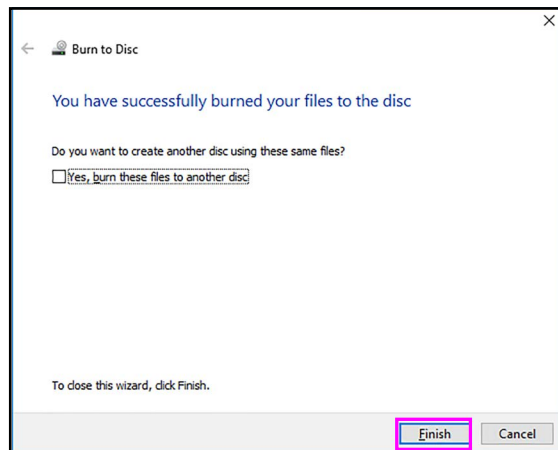 Burn to Disc
You have successfully burned your files to the disc
Do you want to create another disc using these same files?
Yes, burn these files to another disc
To close this wizard, click Finish.
Finish Cancel